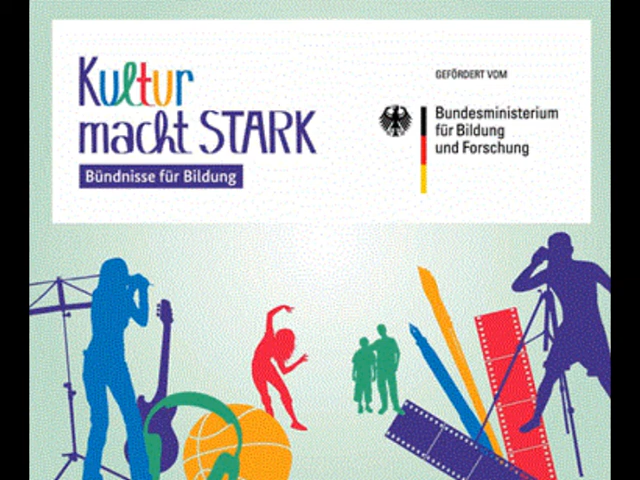 Kultur
macht STARK
Bündnisse für Bildung
GEFÖRDERT VOM
Bundesministerium
für Bildung
und Forschung